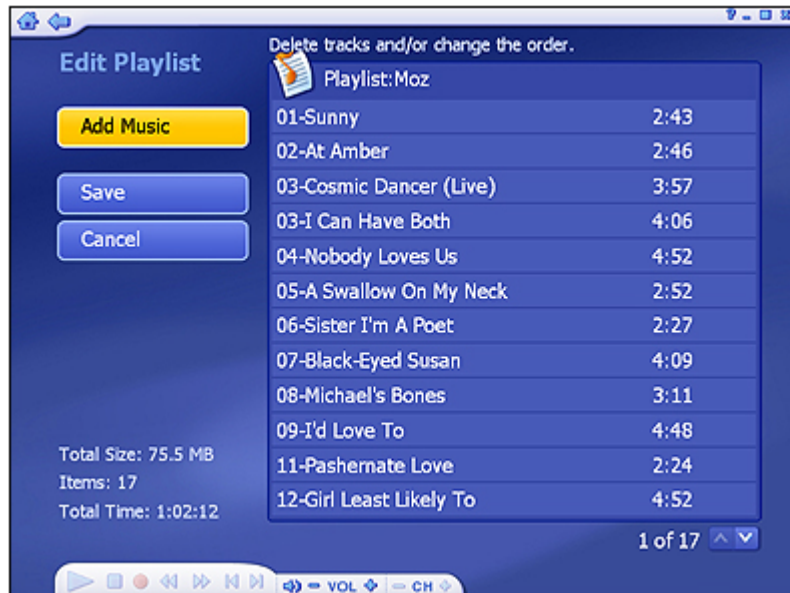 ? 
Edit Playlist
Delete tracks and/or change the order.
Playlist:Moz
Add Music
Save
Cancel
01-Sunny 2:43
02-At Amber 2:46
03-Cosmic Dancer (Live) 3:57
03-I Can Have Both 4:06
04-Nobody Loves Us 4:52
05-A Swallow On My Neck 2:52
06-Sister I'm A Poet 2:27
07-Black-Eyed Susan 4:09
08-Michael's Bones 3:11
09-I'd Love To 4:48
11-Pashernate Love 2:24
12-Girl Least Likely To 4:52
Total Size: 75.5 MB
Items: 17
Total Time: 1:02:12
1 of 17
VOL CH